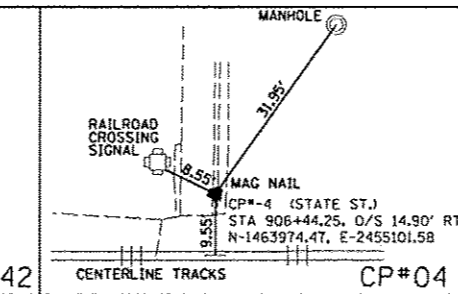 MANHOLE
31.95'
RAILROAD
CROSSING
SIGNAL
8.55'
MAG NAIL
CP#-4 (STATE ST.)
STA 906+44.25, O/S 14.90' RT
N-1463974.47, E-2455101.58
9.55'
42
CENTERLINE TRACKS
CP#04